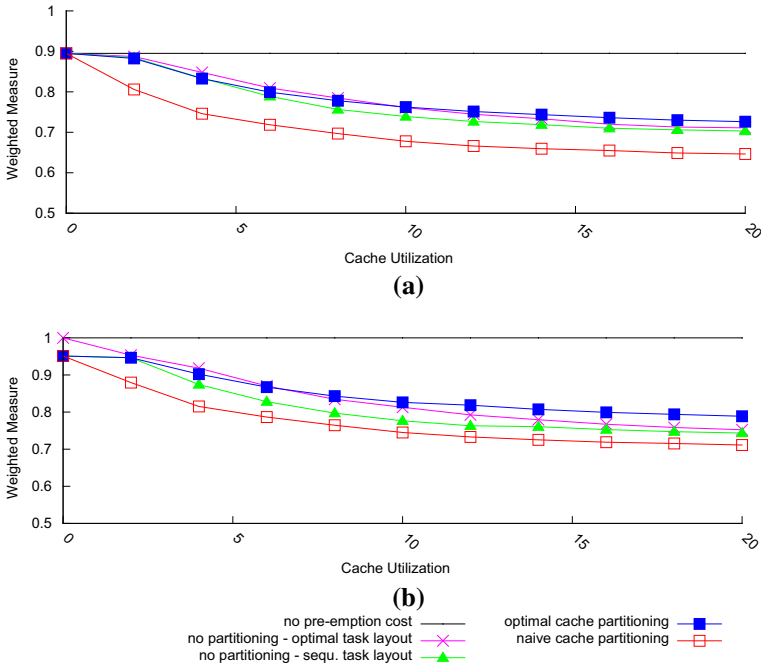 1
0.9
0.8
0.7
0.6
0.5
0
5
10
15
20
Weighted Measure
Cache Utilization
(a)
1
0.9
0.8
0.7
0.6
0.5
0
5
10
15
20
Weighted Measure
Cache Utilization
(b)
no pre-emption cost
no partitioning - optimal task layout
no partitioning - sequ. task layout
optimal cache partitioning
naive cache partitioning